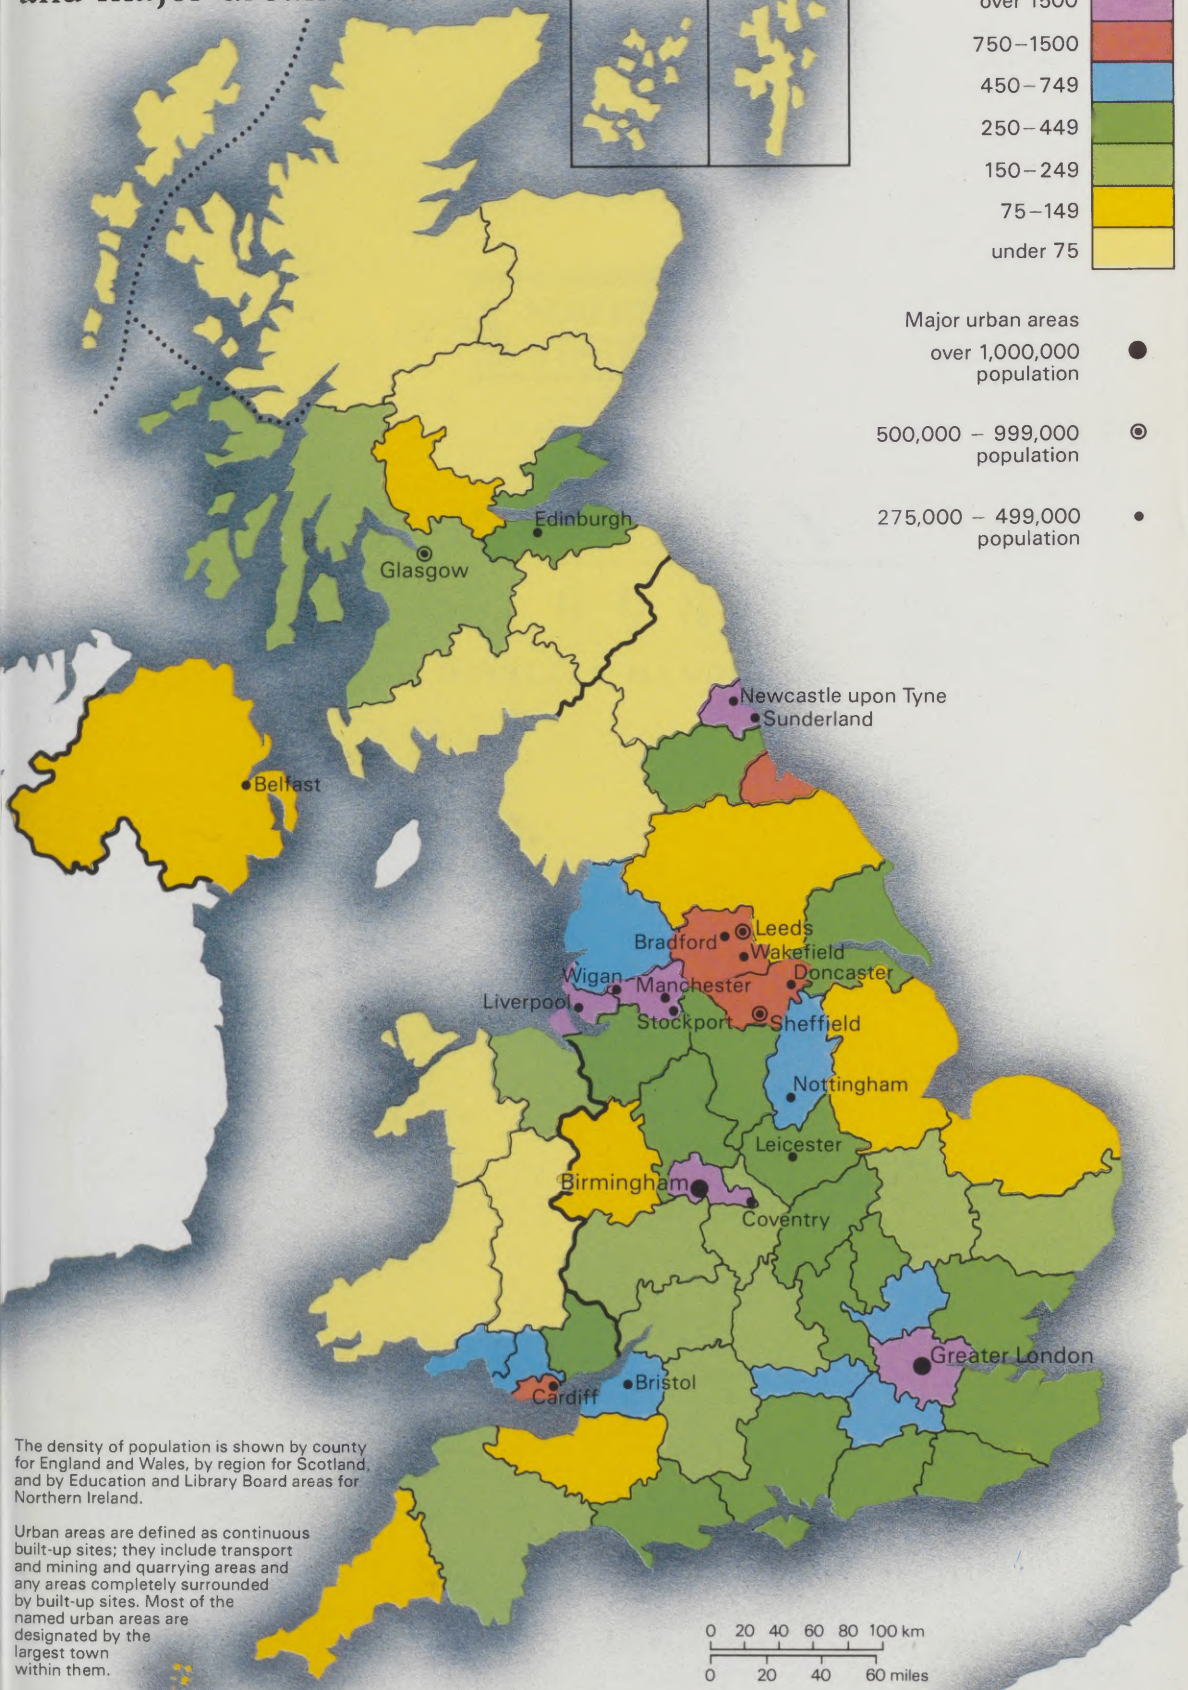 over 1500
750–1500
450–749
250–449
150–249
75–149
under 75
Major urban areas
over 1,000,000
population
500,000 – 999,000
population
275,000 – 499,000
population
Edinburgh
Glasgow
Newcastle upon Tyne
Sunderland
Belfast
Leeds
Bradford
Wakefield
Doncaster
Wigan
Manchester
Liverpool
Stockport
Sheffield
Nottingham
Leicester
Birmingham
Coventry
Greater London
Bristol
Cardiff
The density of population is shown by county
for England and Wales, by region for Scotland,
and by Education and Library Board areas for
Northern Ireland.
Urban areas are defined as continuous
built-up sites; they include transport
and mining and quarrying areas and
any areas completely surrounded
by built-up sites. Most of the
named urban areas are
designated by the
largest town
within them.
0 20 40 60 80 100 km
0 20 40 60 miles